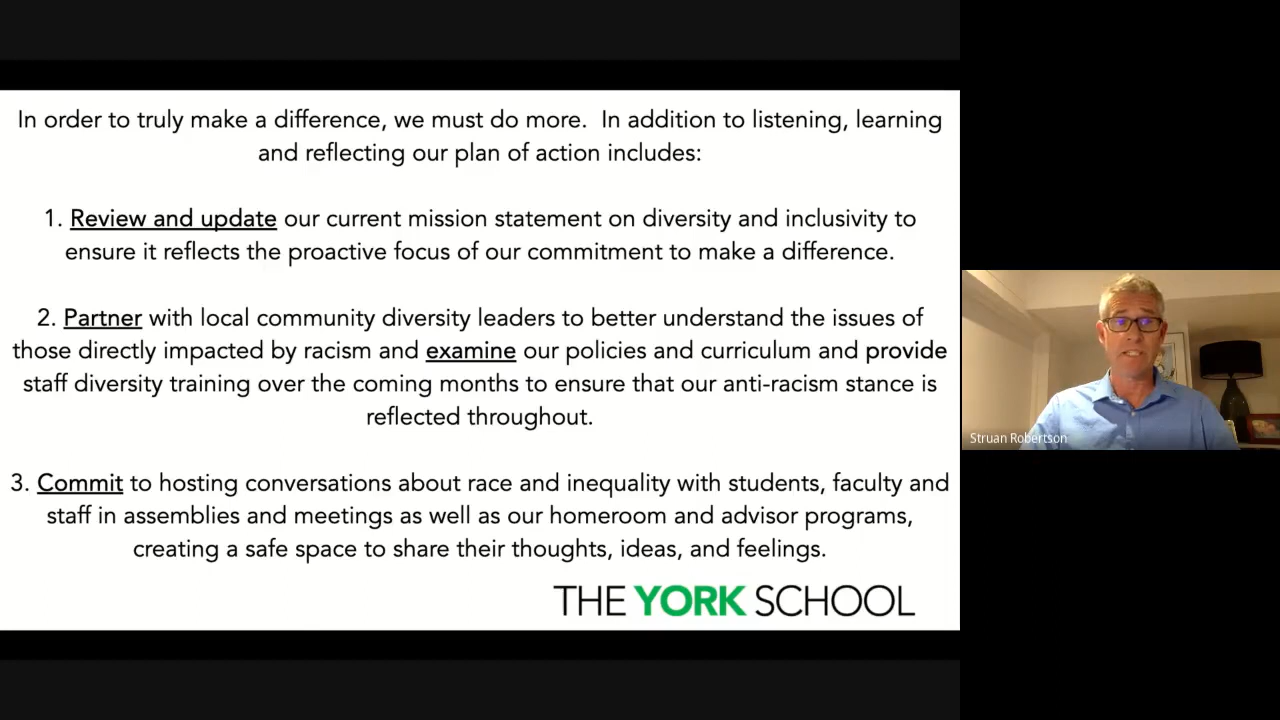 In order to truly make a difference, we must do more.  In addition to listening, learning
and reflecting our plan of action includes:
1. Review and update our current mission statement on diversity and inclusivity to
ensure it reflects the proactive focus of our commitment to make a difference.
2. Partner with local community diversity leaders to better understand the issues of
those directly impacted by racism and examine our policies and curriculum and provide
staff diversity training over the coming months to ensure that our anti-racism stance is
reflected throughout.
3. Commit to hosting conversations about race and inequality with students, faculty and
staff in assemblies and meetings as well as our homeroom and advisor programs,
creating a safe space to share their thoughts, ideas, and feelings.
THE YORK SCHOOL
Struan Robertson